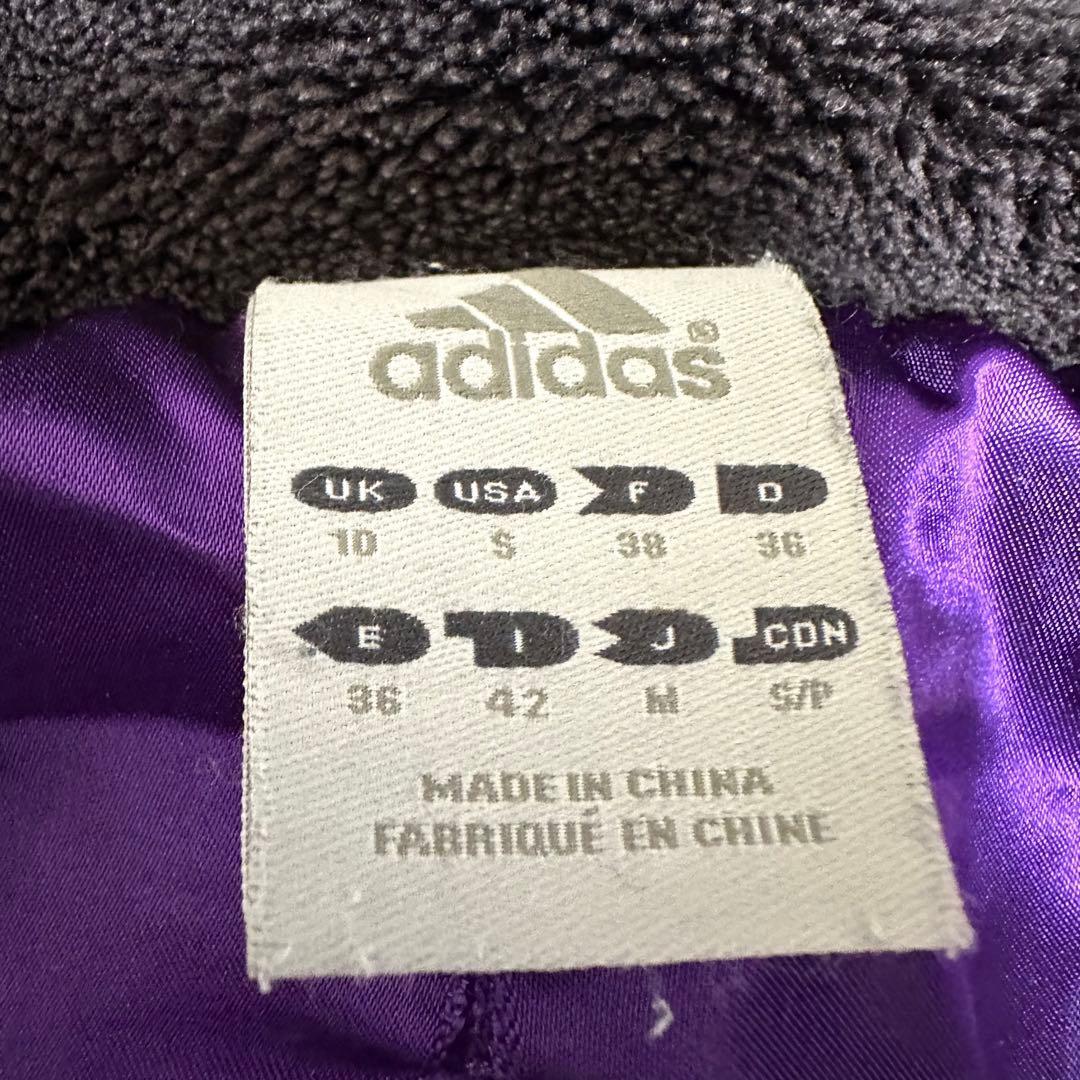 adidas®
UK USA F D
10 S 38 36
E I J CDN
36 42 M S/P
MADE IN CHINA
FABRIQUÉ EN CHINE